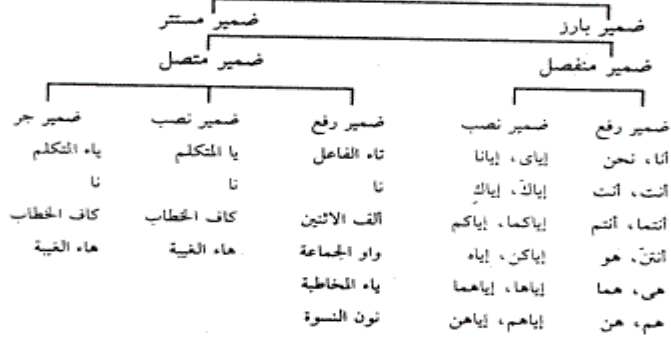 ضمير بارز ضمير مستتر
ضمير منفصل ضمير متصل
ضمير رفع ضمير نصب ضمير رفع ضمير نصب ضمير جر
أنا، نحن إياى، إيانا تاء الفاعل يا المتكلم ياء المتكلم
أنت، أنت إياكَ، إياكِ نا نا نا
أنتما، أنتم إياكما، إياكم ألف الاثنين كاف الخطاب كاف الخطاب
أنتنّ، هو إياكن، إياه واو الجماعة هاء الغيبة هاء الغيبة
هى، هما إياها، إياهما ياء المخاطبة
هم، هن إياهم، إياهن نون النسوة